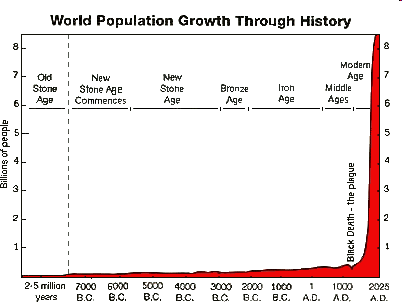 World Population Growth Through History
8
7
6
5
4
3
2
1
Billions of people
Old
Stone
Age
New
Stone Age
Commences
New
Stone
Age
Bronze
Age
Iron
Age
Middle
Ages
Modern
Age
Black Death - the plague
8
7
6
5
4
3
2
1
2-5 million
years
7000
B.C.
6000
B.C.
5000
B.C.
4000
B.C.
3000
B.C.
2000
B.C.
1000
B.C.
1
A.D.
1000
A.D.
2025
A.D.